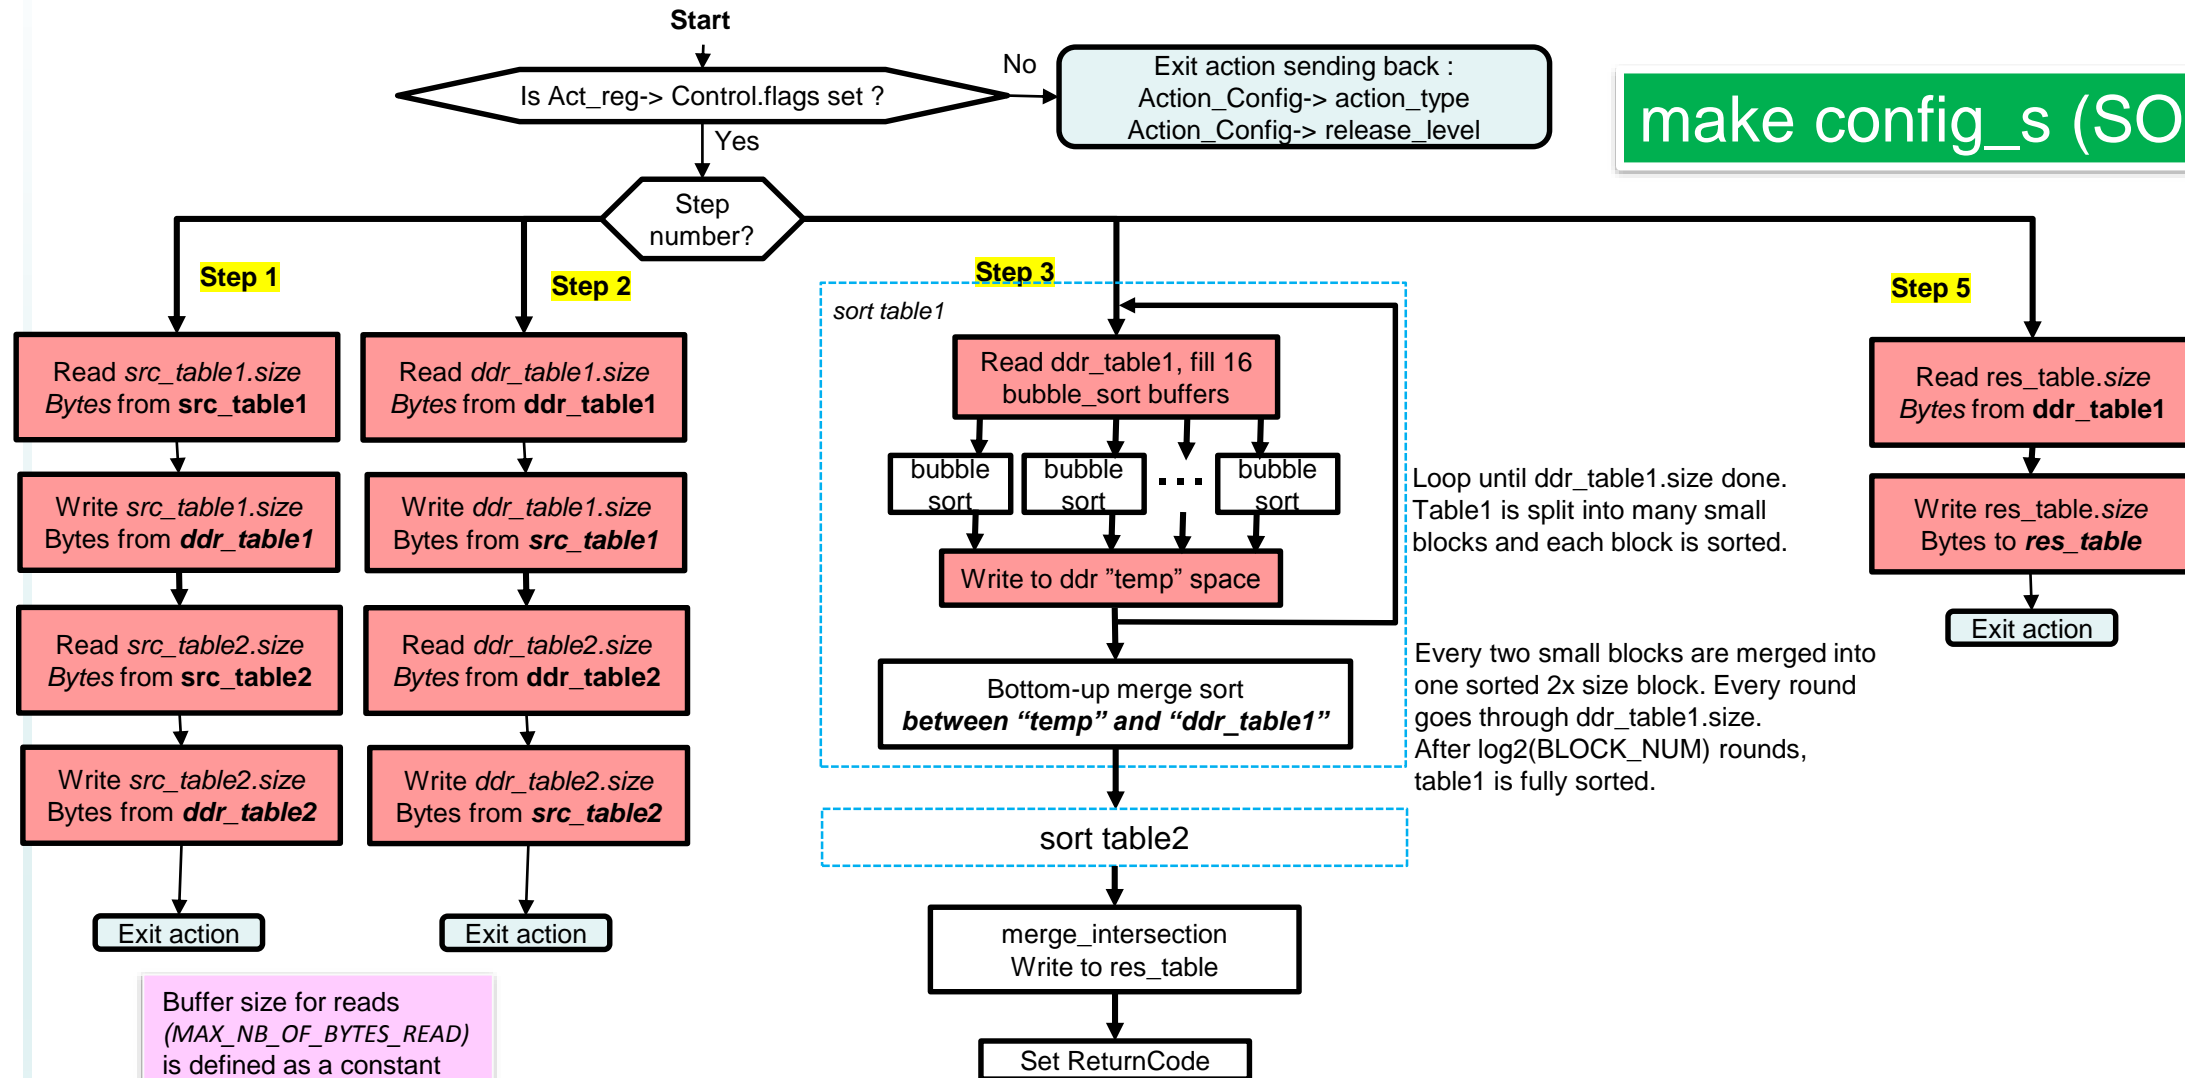 Start
Is Act_reg-> Control.flags set ?
No
Exit action sending back :
Action_Config-> action_type
Action_Config-> release_level
make config_s (SO
Yes
Step
number?
Step 1
Step 2
Step 3
Step 5
Read src_table1.size
Bytes from src_table1
Write src_table1.size
Bytes from ddr_table1
Read src_table2.size
Bytes from src_table2
Write src_table2.size
Bytes from ddr_table2
Exit action
Read ddr_table1.size
Bytes from ddr_table1
Write ddr_table1.size
Bytes from src_table1
Read ddr_table2.size
Bytes from ddr_table2
Write ddr_table2.size
Bytes from src_table2
Exit action
sort table1
Read ddr_table1, fill 16
bubble_sort buffers
bubble
sort
bubble
sort
...
bubble
sort
Write to ddr ”temp” space
Bottom-up merge sort
between “temp” and “ddr_table1”
Loop until ddr_table1.size done.
Table1 is split into many small
blocks and each block is sorted.
Every two small blocks are merged into
one sorted 2x size block. Every round
goes through ddr_table1.size.
After log2(BLOCK_NUM) rounds,
table1 is fully sorted.
sort table2
merge_intersection
Write to res_table
Set ReturnCode
Read res_table.size
Bytes from ddr_table1
Write res_table.size
Bytes to res_table
Exit action
Buffer size for reads
(MAX_NB_OF_BYTES_READ)
is defined as a constant